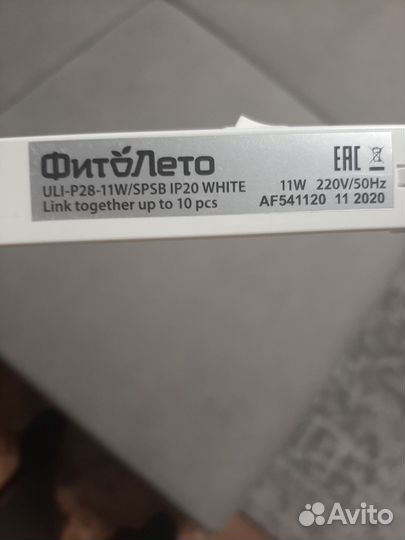 ФитоЛето
EAC
ULI-P28-11W/SPSB IP20 WHITE 11W 220V/50Hz
Link together up to 10 pcs AF541120 11 2020
Avito